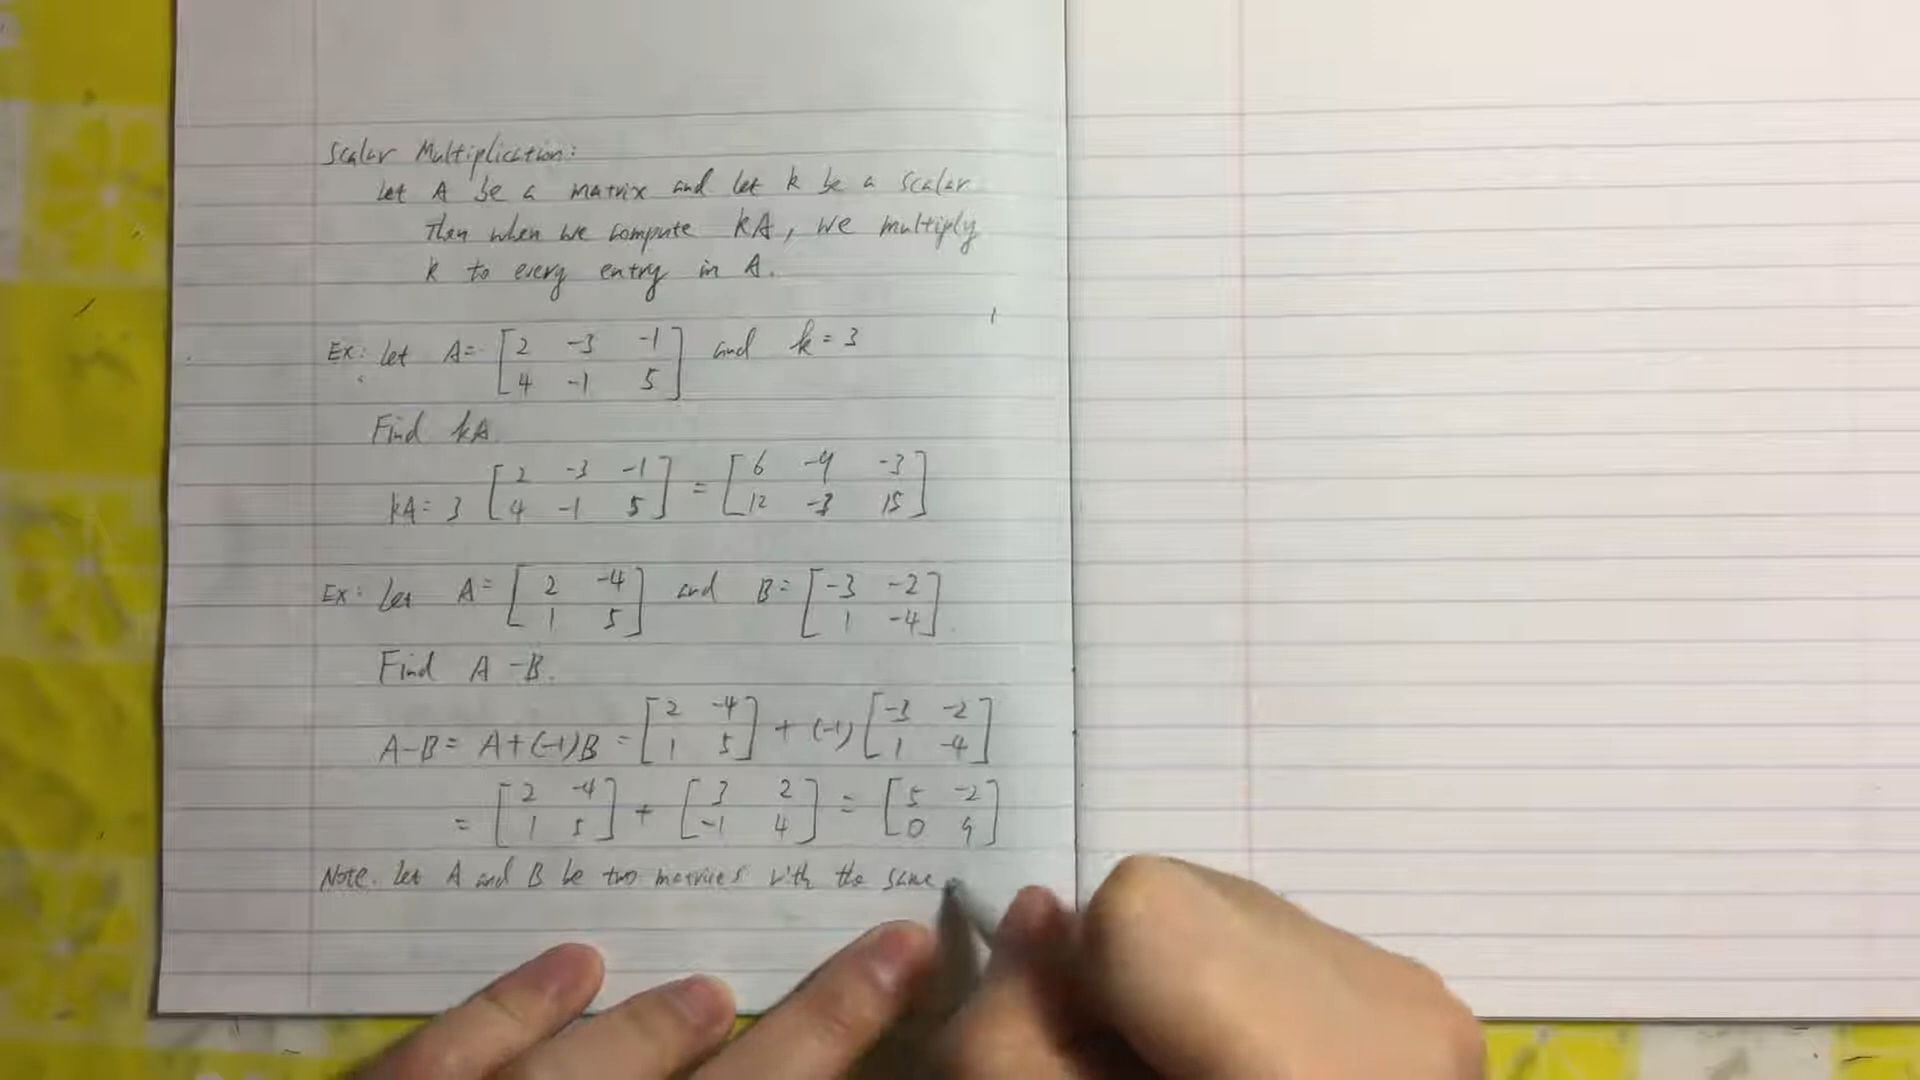 Scalar Multiplication:
Let A be a matrix and let k be a scalar
Then when we compute kA, we multiply
k to every entry in A.
Ex: Let A = [2 -3 -1 and k = 3
4 -1 5]
Find kA.
kA = 3 [2 -3 -1 = [6 -9 -3
4 -1 5] 12 -3 15]
Ex: Let A = [2 -4 and B = [-3 -2
1 5] 1 -4].
Find A - B.
A-B = A+(-1)B = [2 -4 + (-1) [-3 -2
1 5] 1 -4]
= [2 -4 + [3 2 = [5 -2
1 5] -1 4] 0 9]
Note. Let A and B be two matrices with the same